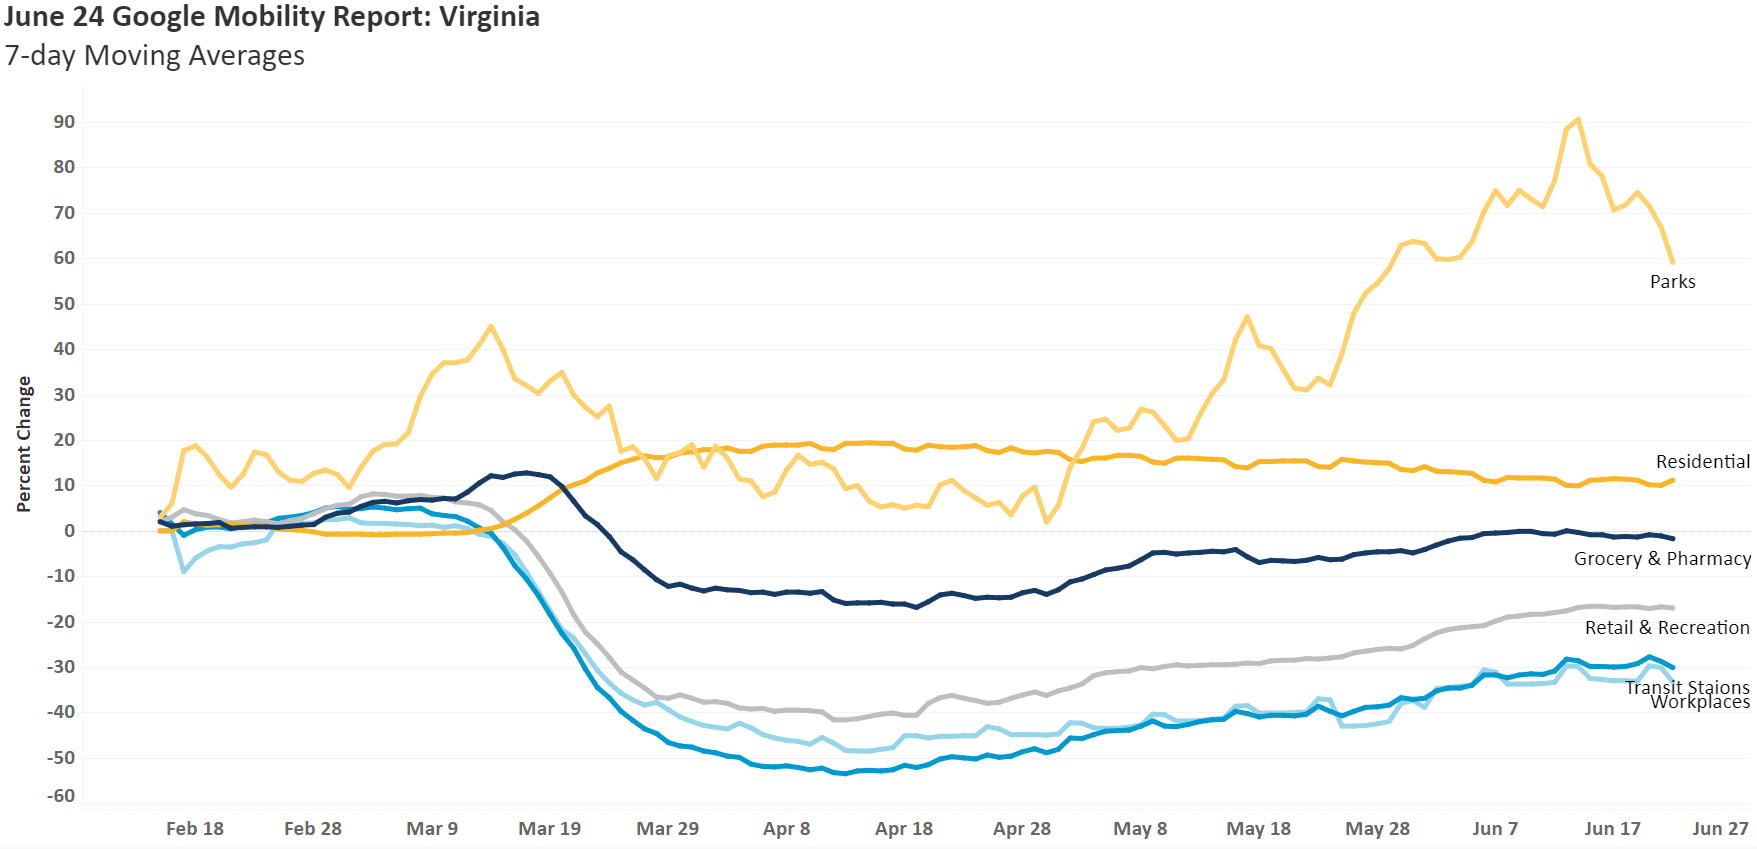 June 24 Google Mobility Report: Virginia
7-day Moving Averages
90
80
70
60
50
40
30
20
10
0
-10
-20
-30
-40
-50
-60
Percent Change
Parks
Residential
Grocery & Pharmacy
Retail & Recreation
Transit Staions
Workplaces
Feb 18 Feb 28 Mar 9 Mar 19 Mar 29 Apr 8 Apr 18 Apr 28 May 8 May 18 May 28 Jun 7 Jun 17 Jun 27